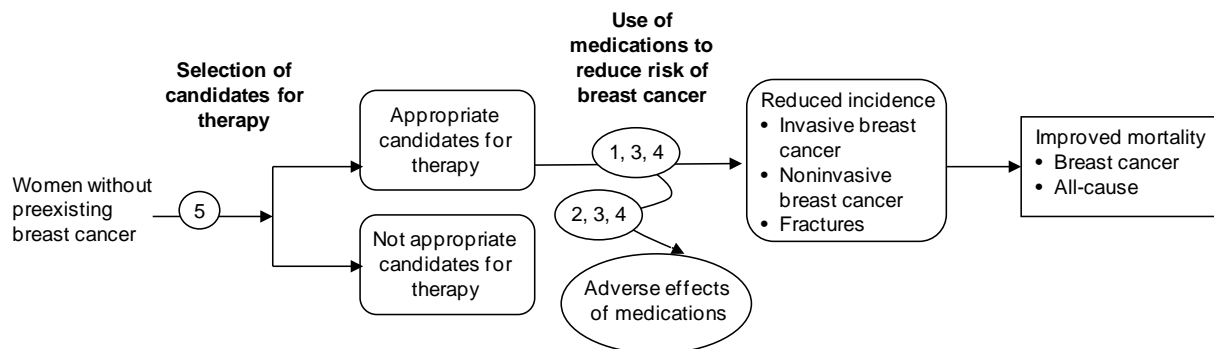 Use of
medications to
reduce risk of
breast cancer
Selection of
candidates for
therapy
Women without
preexisting
breast cancer
5
Appropriate
candidates for
therapy
Not appropriate
candidates for
therapy
1, 3, 4
2, 3, 4
Adverse effects
of medications
Reduced incidence
• Invasive breast
cancer
• Noninvasive
breast cancer
• Fractures
Improved mortality
• Breast cancer
• All-cause